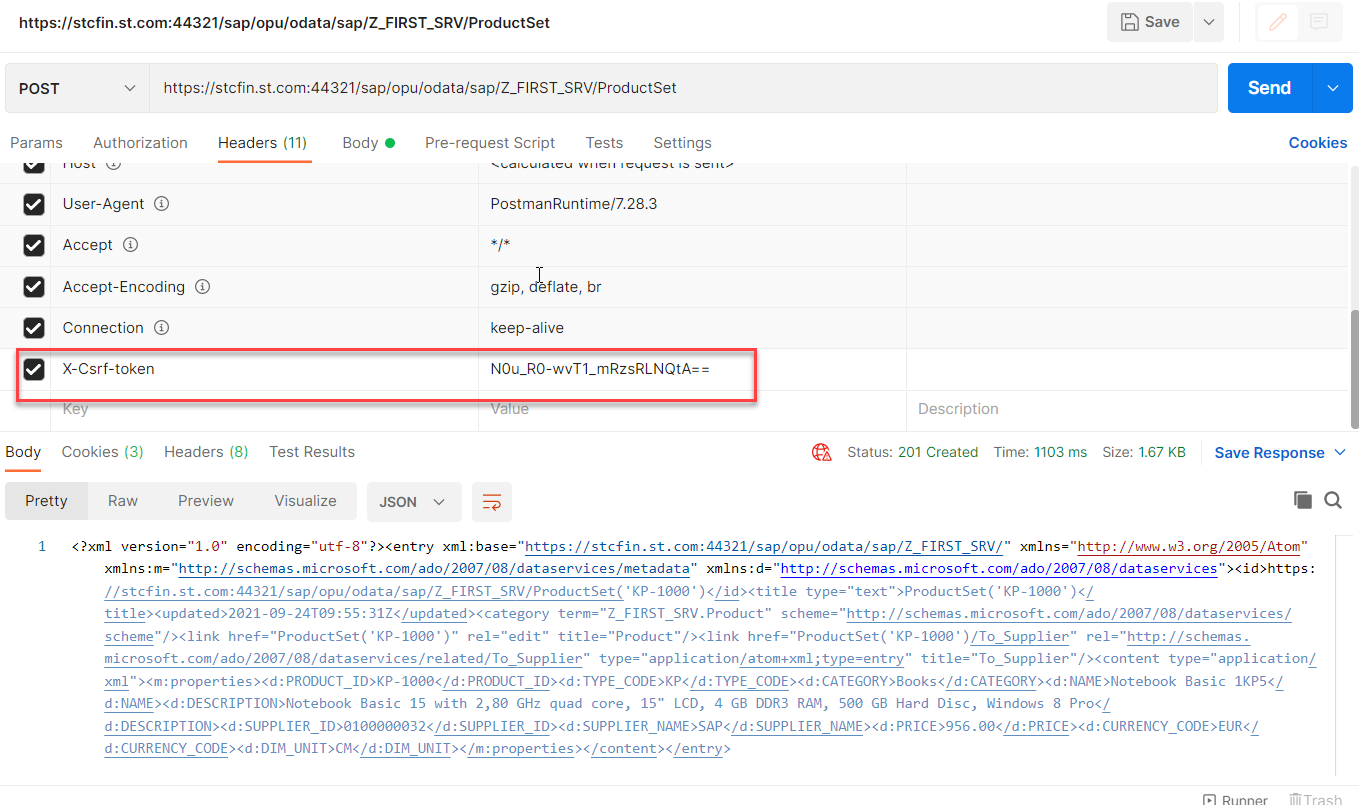 https://stcfin.st.com:44321/sap/opu/odata/sap/Z_FIRST_SRV/ProductSet
Save
POST
https://stcfin.st.com:44321/sap/opu/odata/sap/Z_FIRST_SRV/ProductSet
Send
Params Authorization Headers (11) Body Pre-request Script Tests Settings Cookies
Host <calculated when request is sent>
User-Agent PostmanRuntime/7.28.3
Accept */*
Accept-Encoding gzip, deflate, br
Connection keep-alive
X-Csrf-token N0u_R0-wvT1_mRzsRLNQtA==
Key Value Description
Body Cookies (3) Headers (8) Test Results Status: 201 Created Time: 1103 ms Size: 1.67 KB Save Response
Pretty Raw Preview Visualize JSON
1 <?xml version="1.0" encoding="utf-8"?><entry xml:base="https://stcfin.st.com:44321/sap/opu/odata/sap/Z_FIRST_SRV/" xmlns="http://www.w3.org/2005/Atom"
xmlns:m="http://schemas.microsoft.com/ado/2007/08/dataservices/metadata" xmlns:d="http://schemas.microsoft.com/ado/2007/08/dataservices"><id>https:
//stcfin.st.com:44321/sap/opu/odata/sap/Z_FIRST_SRV/ProductSet('KP-1000')</id><title type="text">ProductSet('KP-1000')</
title><updated>2021-09-24T09:55:31Z</updated><category term="Z_FIRST_SRV.Product" scheme="http://schemas.microsoft.com/ado/2007/08/dataservices/
scheme"/><link href="ProductSet('KP-1000')" rel="edit" title="Product"/><link href="ProductSet('KP-1000')/To_Supplier" rel="http://schemas.
microsoft.com/ado/2007/08/dataservices/related/To_Supplier" type="application/atom+xml;type=entry" title="To_Supplier"/><content type="application/
xml"><m:properties><d:PRODUCT_ID>KP-1000</d:PRODUCT_ID><d:TYPE_CODE>KP</d:TYPE_CODE><d:CATEGORY>Books</d:CATEGORY><d:NAME>Notebook Basic 1KP5</
d:NAME><d:DESCRIPTION>Notebook Basic 15 with 2,80 GHz quad core, 15" LCD, 4 GB DDR3 RAM, 500 GB Hard Disc, Windows 8 Pro</
d:DESCRIPTION><d:SUPPLIER_ID>0100000032</d:SUPPLIER_ID><d:SUPPLIER_NAME>SAP</d:SUPPLIER_NAME><d:PRICE>956.00</d:PRICE><d:CURRENCY_CODE>EUR</
d:CURRENCY_CODE><d:DIM_UNIT>CM</d:DIM_UNIT></m:properties></content></entry>
Runner Trash